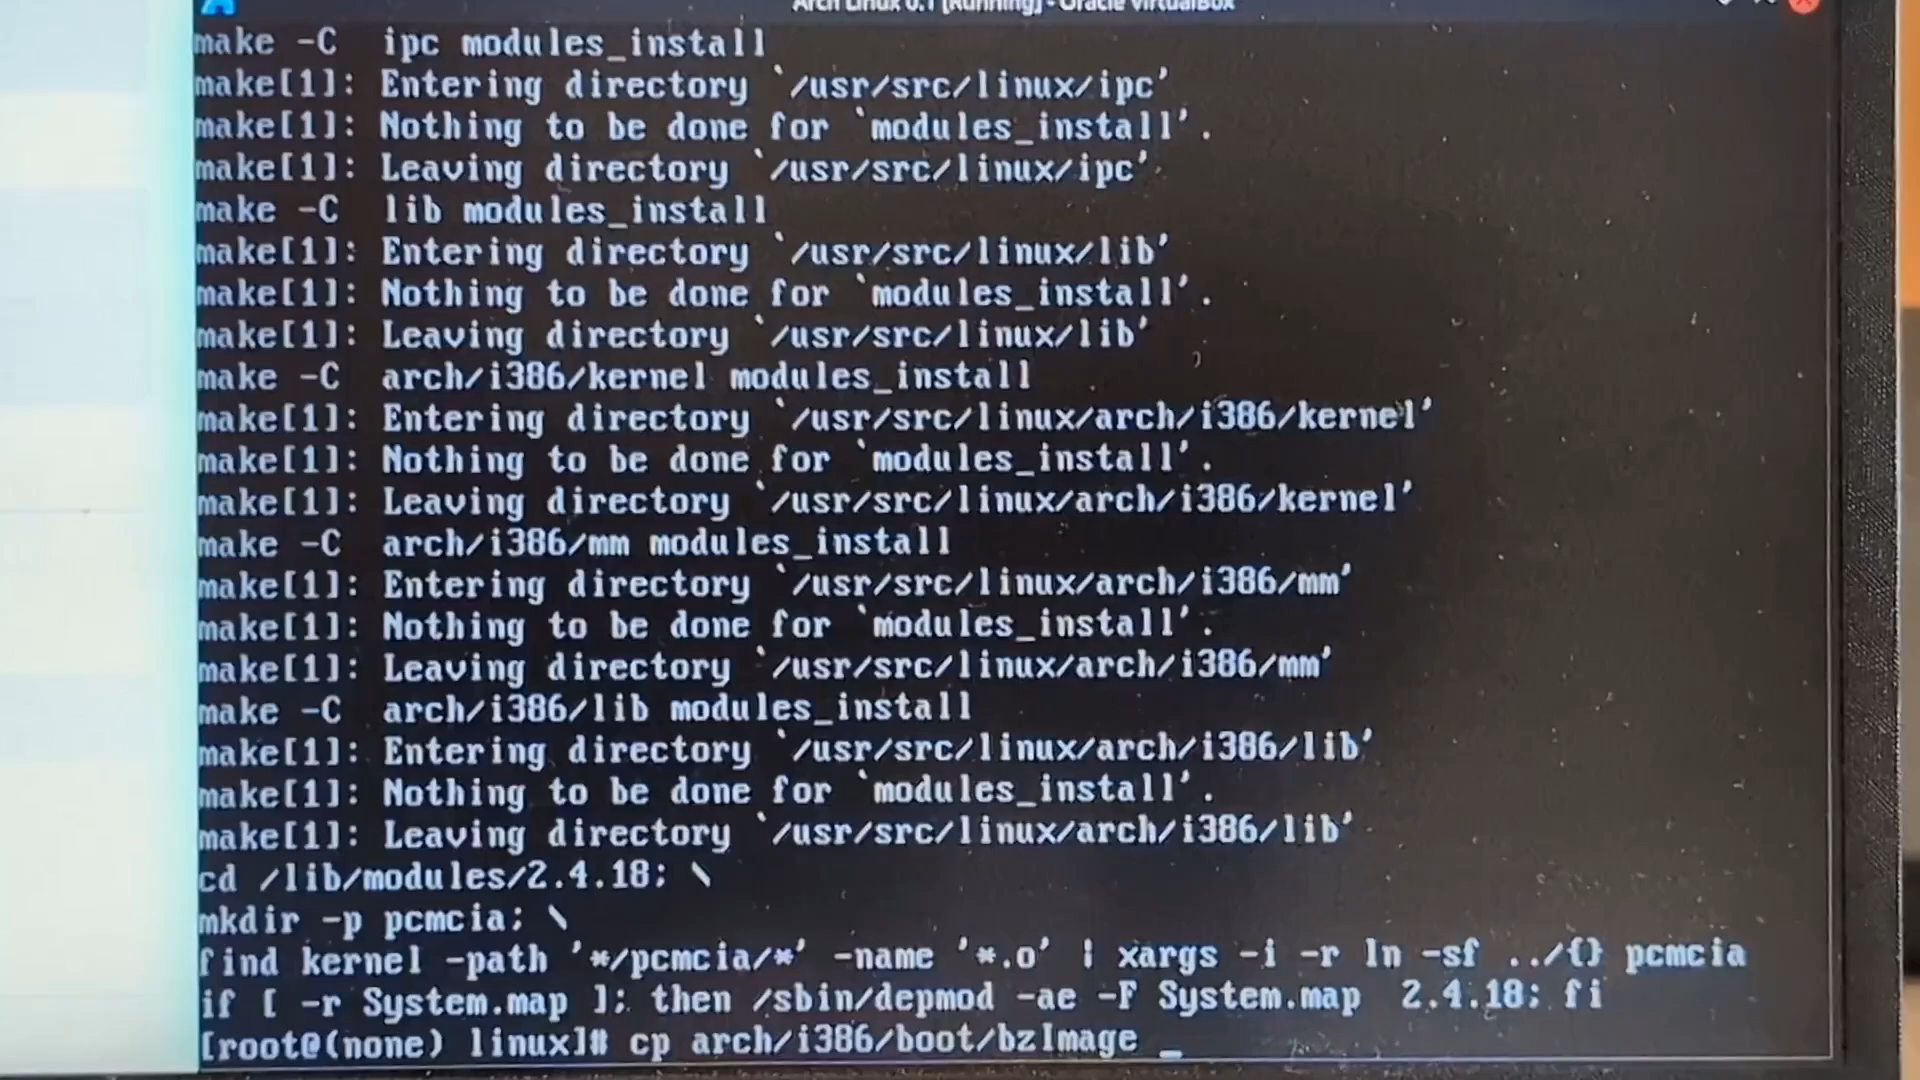 Arch Linux 0.1 [Running] - Oracle VirtualBox
make -C  ipc modules_install
make[1]: Entering directory `/usr/src/linux/ipc'
make[1]: Nothing to be done for `modules_install'.
make[1]: Leaving directory `/usr/src/linux/ipc'
make -C  lib modules_install
make[1]: Entering directory `/usr/src/linux/lib'
make[1]: Nothing to be done for `modules_install'.
make[1]: Leaving directory `/usr/src/linux/lib'
make -C  arch/i386/kernel modules_install
make[1]: Entering directory `/usr/src/linux/arch/i386/kernel'
make[1]: Nothing to be done for `modules_install'.
make[1]: Leaving directory `/usr/src/linux/arch/i386/kernel'
make -C  arch/i386/mm modules_install
make[1]: Entering directory `/usr/src/linux/arch/i386/mm'
make[1]: Nothing to be done for `modules_install'.
make[1]: Leaving directory `/usr/src/linux/arch/i386/mm'
make -C  arch/i386/lib modules_install
make[1]: Entering directory `/usr/src/linux/arch/i386/lib'
make[1]: Nothing to be done for `modules_install'.
make[1]: Leaving directory `/usr/src/linux/arch/i386/lib'
cd /lib/modules/2.4.18; \
mkdir -p pcmcia; \
find kernel -path '*/pcmcia/*' -name '*.o' | xargs -i -r ln -sf ../{} pcmcia
if [ -r System.map ]; then /sbin/depmod -ae -F System.map  2.4.18; fi
[root@(none) linux]# cp arch/i386/boot/bzImage _